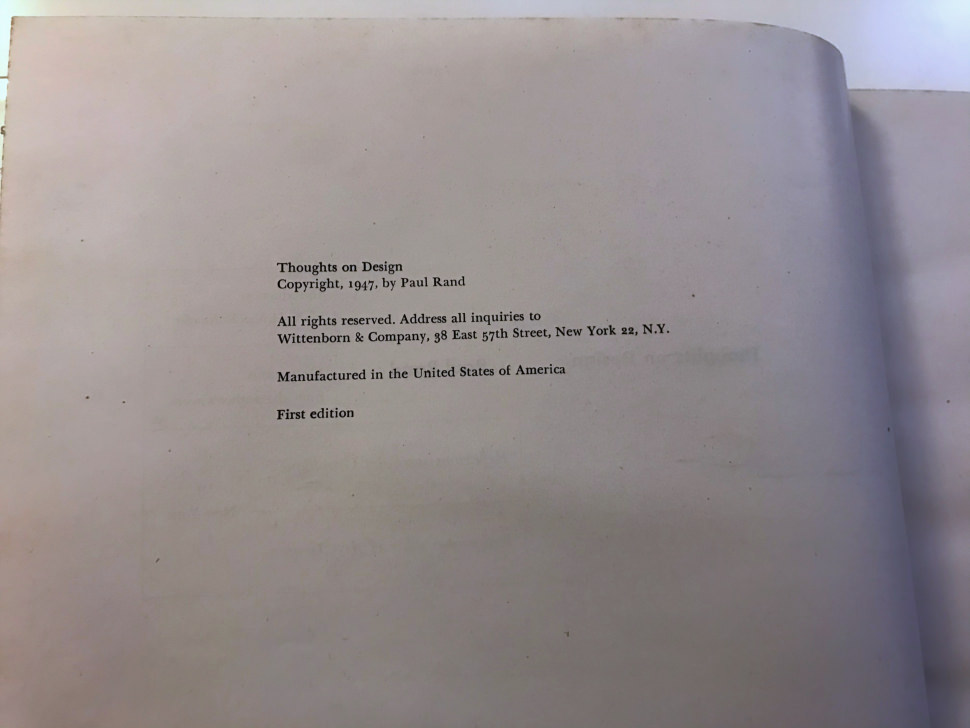 Thoughts on Design
Copyright, 1947, by Paul Rand
All rights reserved. Address all inquiries to
Wittenborn & Company, 38 East 57th Street, New York 22, N.Y.
Manufactured in the United States of America
First edition